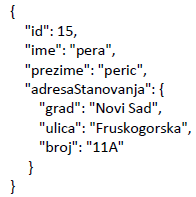 {
"id": 15,
"ime": "pera",
"prezime": "peric",
"adresaStanovanja": {
"grad": "Novi Sad",
"ulica": "Fruskogorska",
"broj": "11A"
}
}